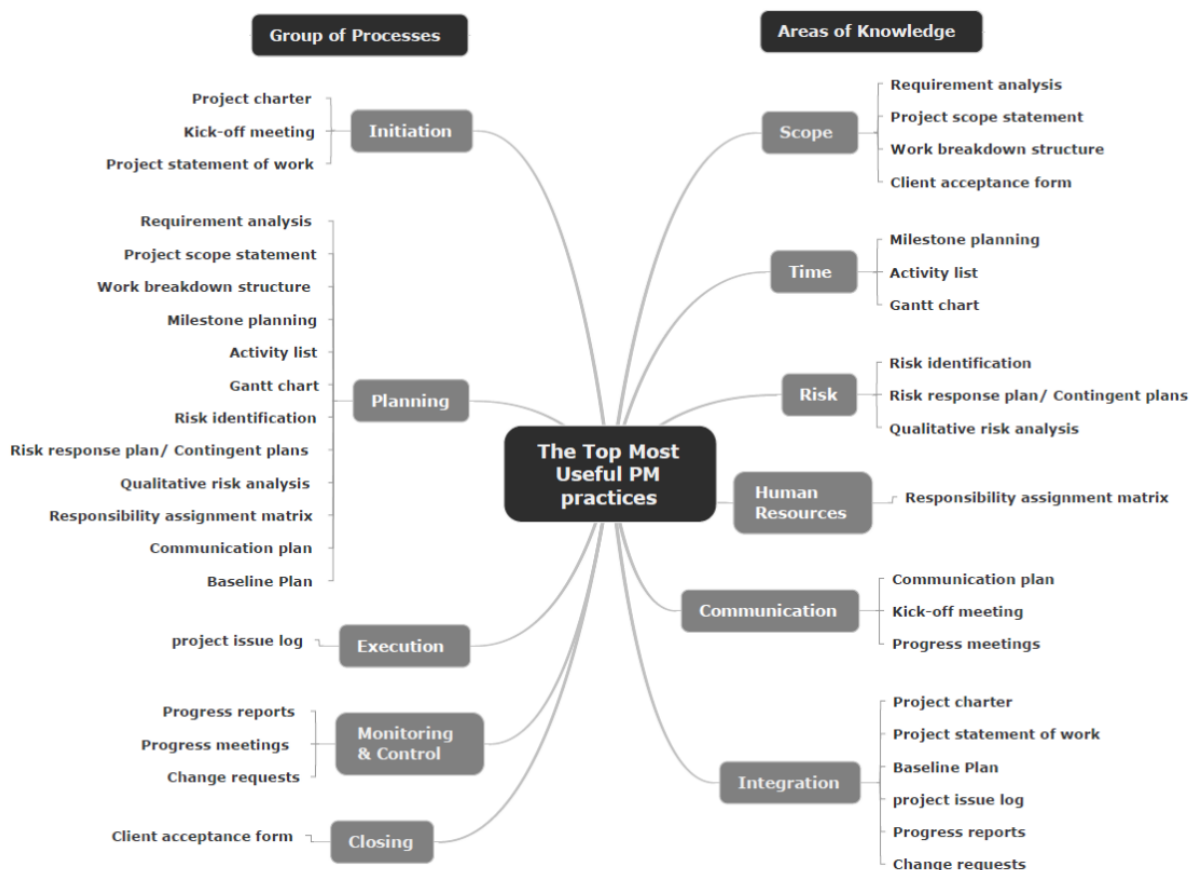 Group of Processes
Project charter
Kick-off meeting
Project statement of work
Initiation
Requirement analysis
Project scope statement
Work breakdown structure
Milestone planning
Activity list
Gantt chart
Risk identification
Risk response plan/ Contingent plans
Qualitative risk analysis
Responsibility assignment matrix
Communication plan
Baseline Plan
Planning
project issue log
Execution
Progress reports
Progress meetings
Change requests
Monitoring
& Control
Client acceptance form
Closing
The Top Most
Useful PM
practices
Areas of Knowledge
Scope
Requirement analysis
Project scope statement
Work breakdown structure
Client acceptance form
Time
Milestone planning
Activity list
Gantt chart
Risk
Risk identification
Risk response plan/ Contingent plans
Qualitative risk analysis
Human
Resources
Responsibility assignment matrix
Communication
Communication plan
Kick-off meeting
Progress meetings
Integration
Project charter
Project statement of work
Baseline Plan
project issue log
Progress reports
Change requests